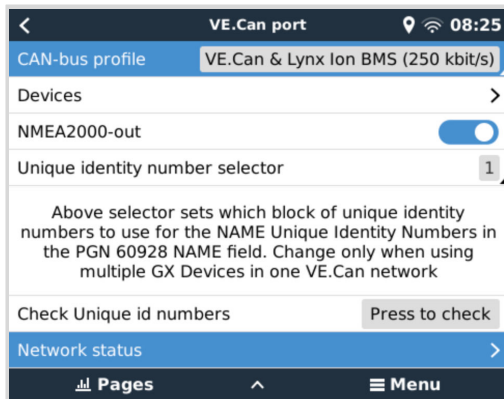 VE.Can port
08:25
CAN-bus profile
VE.Can & Lynx Ion BMS (250 kbit/s)
Devices
NMEA2000-out
Unique identity number selector
1
Above selector sets which block of unique identity
numbers to use for the NAME Unique Identity Numbers in
the PGN 60928 NAME field. Change only when using
multiple GX Devices in one VE.Can network
Check Unique id numbers
Press to check
Network status
Pages
Menu